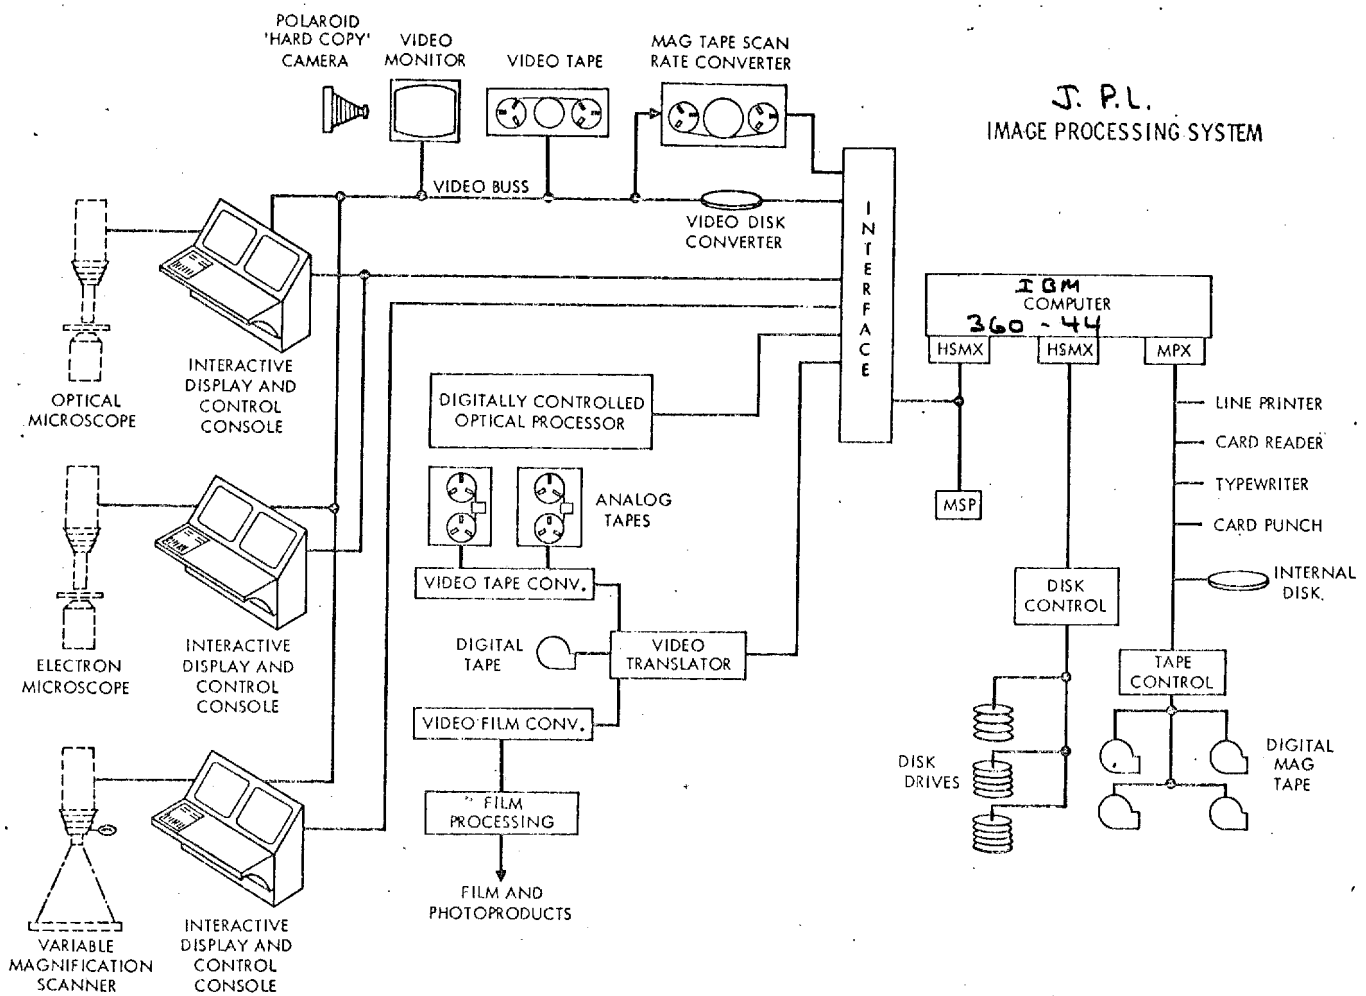 POLAROID
'HARD COPY'
CAMERA
VIDEO
MONITOR
VIDEO TAPE
MAG TAPE SCAN
RATE CONVERTER
J. P. L.
IMAGE PROCESSING SYSTEM
VIDEO BUSS
VIDEO DISK
CONVERTER
INTERFACE
OPTICAL
MICROSCOPE
INTERACTIVE
DISPLAY AND
CONTROL
CONSOLE
IBM
COMPUTER
360 - 44
HSMX
HSMX
MPX
DIGITALLY CONTROLLED
OPTICAL PROCESSOR
LINE PRINTER
CARD READER
TYPEWRITER
CARD PUNCH
INTERNAL
DISK.
MSP
ANALOG
TAPES
VIDEO TAPE CONV.
DISK
CONTROL
DIGITAL
TAPE
VIDEO
TRANSLATOR
TAPE
CONTROL
ELECTRON
MICROSCOPE
INTERACTIVE
DISPLAY AND
CONTROL
CONSOLE
VIDEO FILM CONV.
DISK
DRIVES
DIGITAL
MAG
TAPE
FILM
PROCESSING
FILM AND
PHOTOPRODUCTS
VARIABLE
MAGNIFICATION
SCANNER
INTERACTIVE
DISPLAY AND
CONTROL
CONSOLE